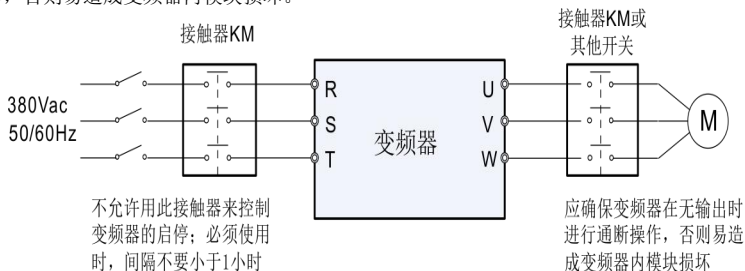 ，否则易造成变频器内模块损坏。
接触器KM
接触器KM或
其他开关
380Vac
50/60Hz
R
S
T
变频器
U
V
W
M
不允许用此接触器来控制
变频器的启停；必须使用
时，间隔不要小于1小时
应确保变频器在无输出时
进行通断操作，否则易造
成变频器内模块损坏